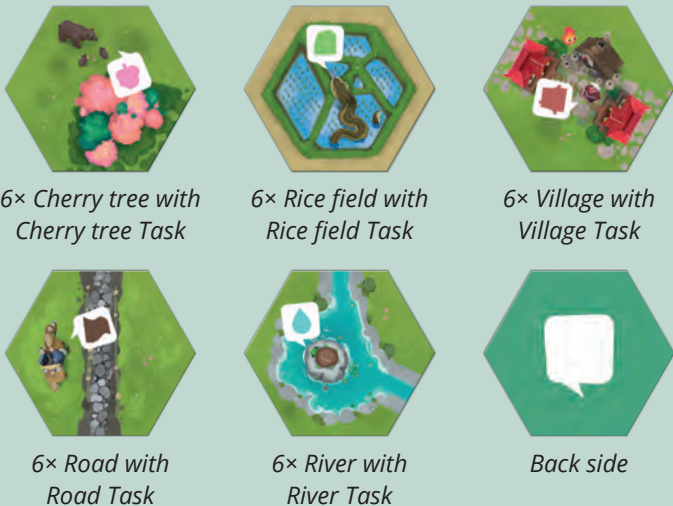 6× Cherry tree with
Cherry tree Task
6× Rice field with
Rice field Task
6× Village with
Village Task
6× Road with
Road Task
6× River with
River Task
Back side